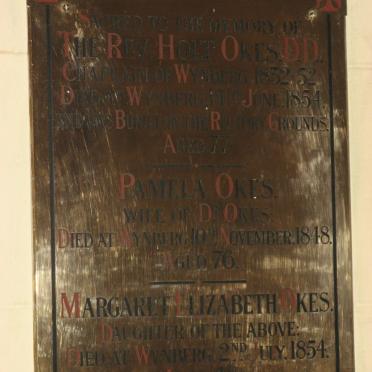 SACRED TO THE MEMORY OF
THE REV. HOLT OKES, D.D.
CHAPLAIN OF WYNBERG, 1832-52.
DIED AT WYNBERG, JUNE, 1854.
AND WAS BURIED IN THE RECTORY GROUNDS.
AGED 77.
PAMELA OKES.
WIFE OF DR. OKES.
DIED AT WYNBERG, 10TH NOVEMBER, 1848.
AGED, 76.
MARGARET ELIZABETH OKES.
DAUGHTER OF THE ABOVE:
DIED AT WYNBERG, 2ND JULY, 1854.